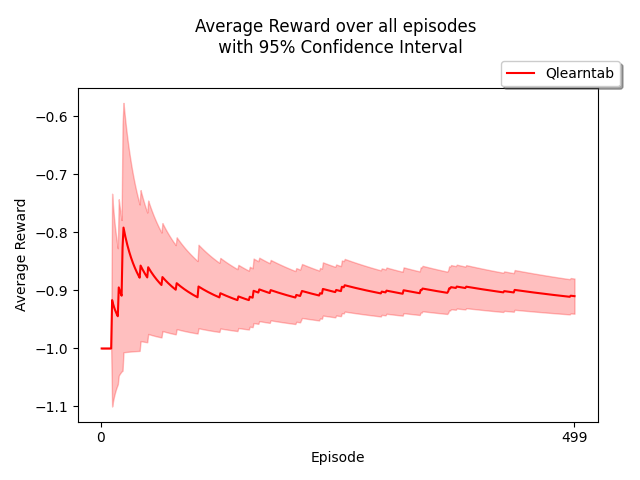 Average Reward over all episodes
with 95% Confidence Interval
Qlearntab
−0.6
−0.7
−0.8
−0.9
−1.0
−1.1
Average Reward
0
499
Episode